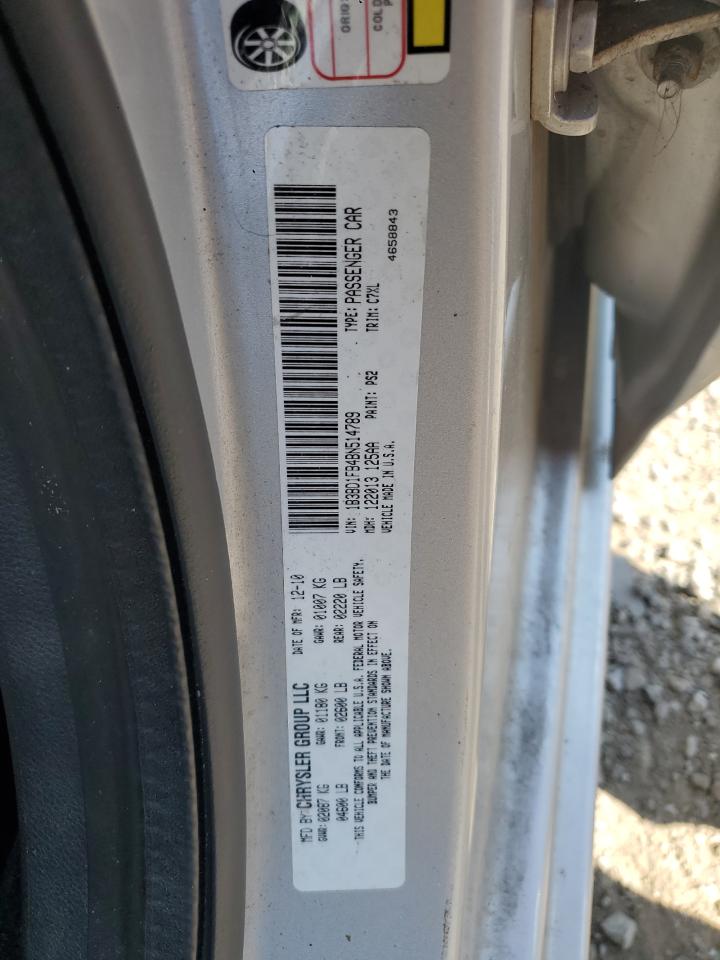 ORIGI
COLD
P
MFD BY CHRYSLER GROUP LLC DATE OF MFR: 12-10
GVWR: 02087 KG GAWR: 01180 KG GAWR: 01007 KG
04600 LB FRONT: 02600 LB REAR: 02220 LB
THIS VEHICLE CONFORMS TO ALL APPLICABLE U.S.A. FEDERAL MOTOR VEHICLE SAFETY,
BUMPER AND THEFT PREVENTION STANDARDS IN EFFECT ON
THE DATE OF MANUFACTURE SHOWN ABOVE.
VIN: 1B3BD1FB4BN514789 TYPE: PASSENGER CAR
MDH: 122013 125AA PAINT: PS2 TRIM: C7XL
VEHICLE MADE IN U.S.A. 4658843